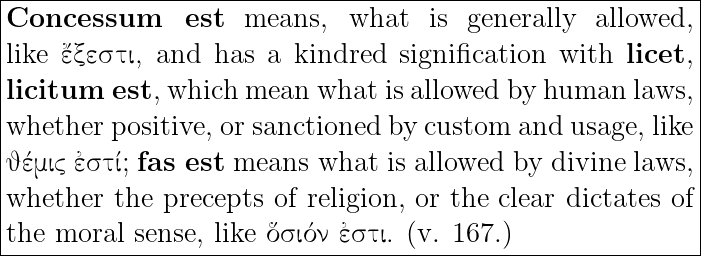 Concessum est means, what is generally allowed,
like ἔξεστι, and has a kindred signification with licet,
licitum est, which mean what is allowed by human laws,
whether positive, or sanctioned by custom and usage, like
ϑέμις ἐστί; fas est means what is allowed by divine laws,
whether the precepts of religion, or the clear dictates of
the moral sense, like ὅσιόν ἐστι. (v. 167.)